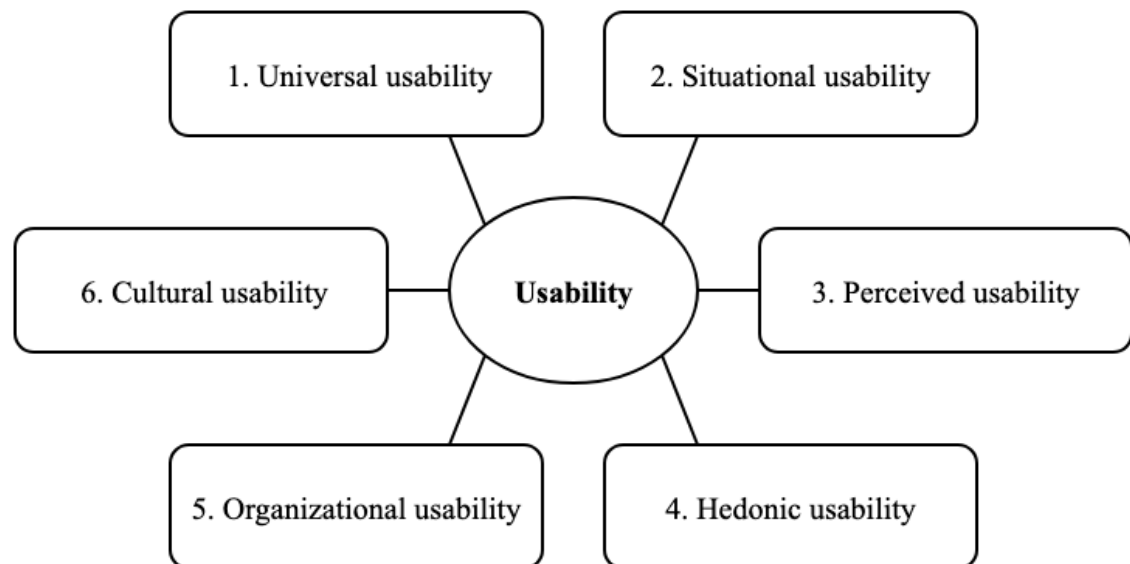 1. Universal usability
2. Situational usability
6. Cultural usability
Usability
3. Perceived usability
5. Organizational usability
4. Hedonic usability